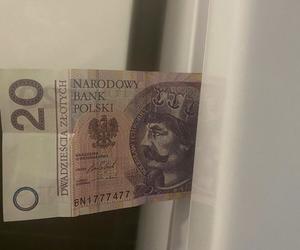 20
DWADZIEŚCIA ZŁOTYCH
NARODOWY
BANK
POLSKI
BN1777477